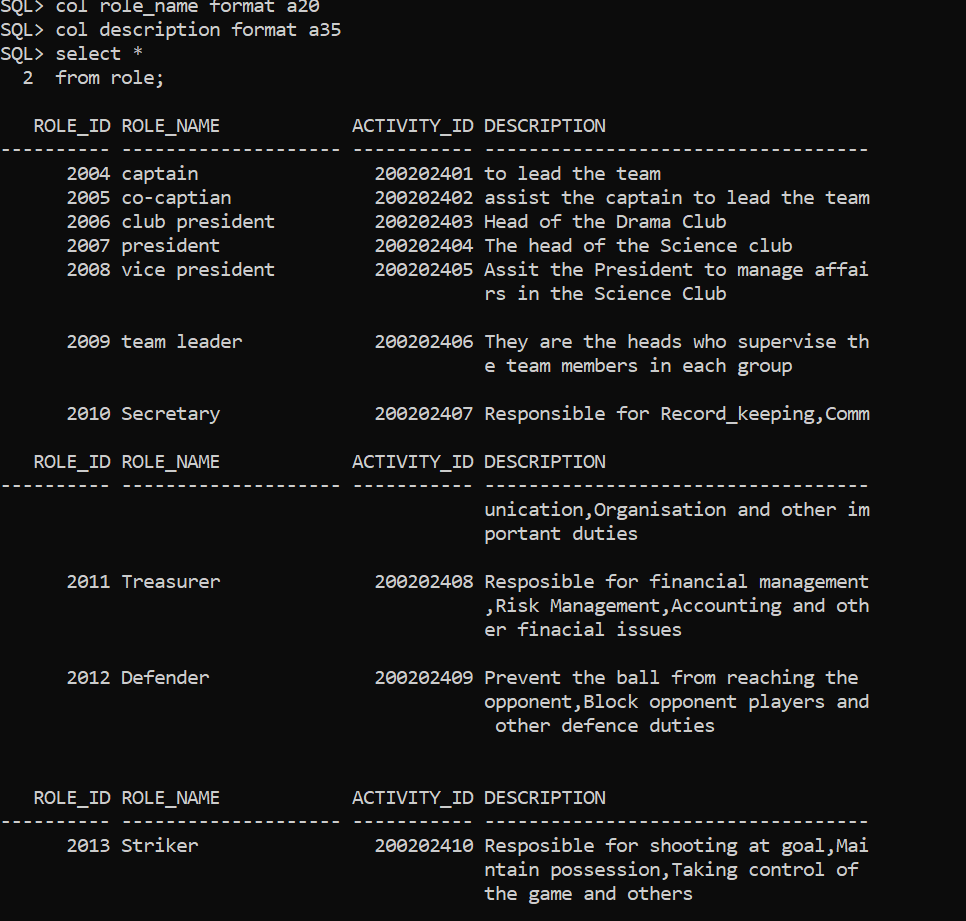 SQL> col role_name format a20
SQL> col description format a35
SQL> select *
  2  from role;

   ROLE_ID ROLE_NAME            ACTIVITY_ID DESCRIPTION
---------- -------------------- ----------- -----------------------------------
      2004 captain                200202401 to lead the team
      2005 co-captian             200202402 assist the captain to lead the team
      2006 club president         200202403 Head of the Drama Club
      2007 president              200202404 The head of the Science club
      2008 vice president         200202405 Assit the President to manage affai
                                            rs in the Science Club

      2009 team leader            200202406 They are the heads who supervise th
                                            e team members in each group

      2010 Secretary              200202407 Responsible for Record_keeping,Comm

   ROLE_ID ROLE_NAME            ACTIVITY_ID DESCRIPTION
---------- -------------------- ----------- -----------------------------------
                                            unication,Organisation and other im
                                            portant duties

      2011 Treasurer              200202408 Resposible for financial management
                                            ,Risk Management,Accounting and oth
                                            er finacial issues

      2012 Defender               200202409 Prevent the ball from reaching the
                                            opponent,Block opponent players and
                                             other defence duties


   ROLE_ID ROLE_NAME            ACTIVITY_ID DESCRIPTION
---------- -------------------- ----------- -----------------------------------
      2013 Striker                200202410 Resposible for shooting at goal,Mai
                                            ntain possession,Taking control of
                                            the game and others